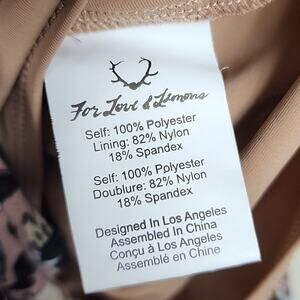 For Love & Lemons
Self: 100% Polyester
Lining: 82% Nylon
18% Spandex
Self: 100% Polyester
Doublure: 82% Nylon
18% Spandex
Designed In Los Angeles
Assembled In China
Conçu à Los Angeles
Assemblé en Chine